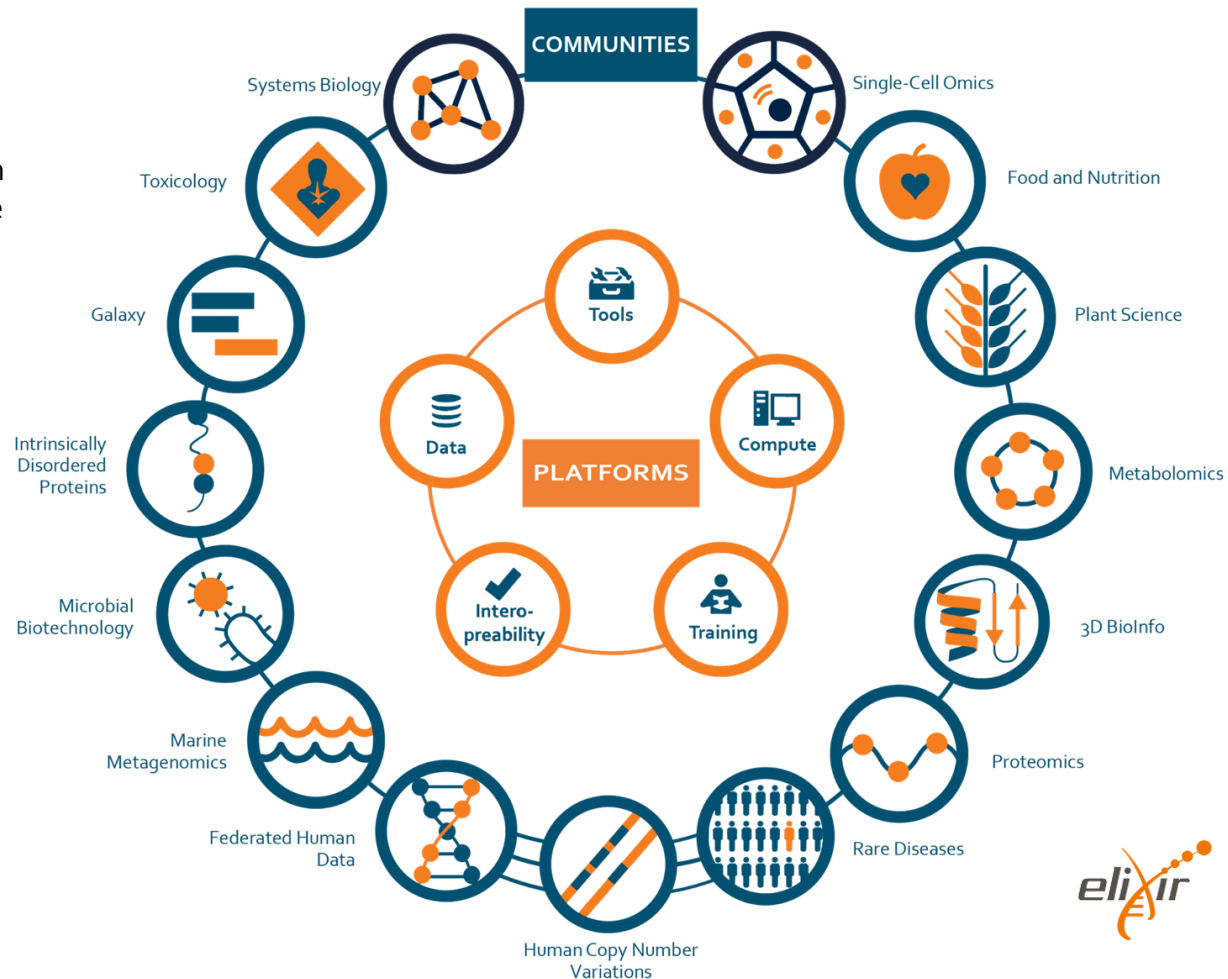 COMMUNITIES
Systems Biology
Single-Cell Omics
Toxicology
Food and Nutrition
Galaxy
Plant Science
Tools
Data
Compute
PLATFORMS
Intrinsically
Disordered
Proteins
Metabolomics
Intero-
preability
Training
Microbial
Biotechnology
3D BioInfo
Marine
Metagenomics
Proteomics
Federated Human
Data
Rare Diseases
Human Copy Number
Variations
elixir